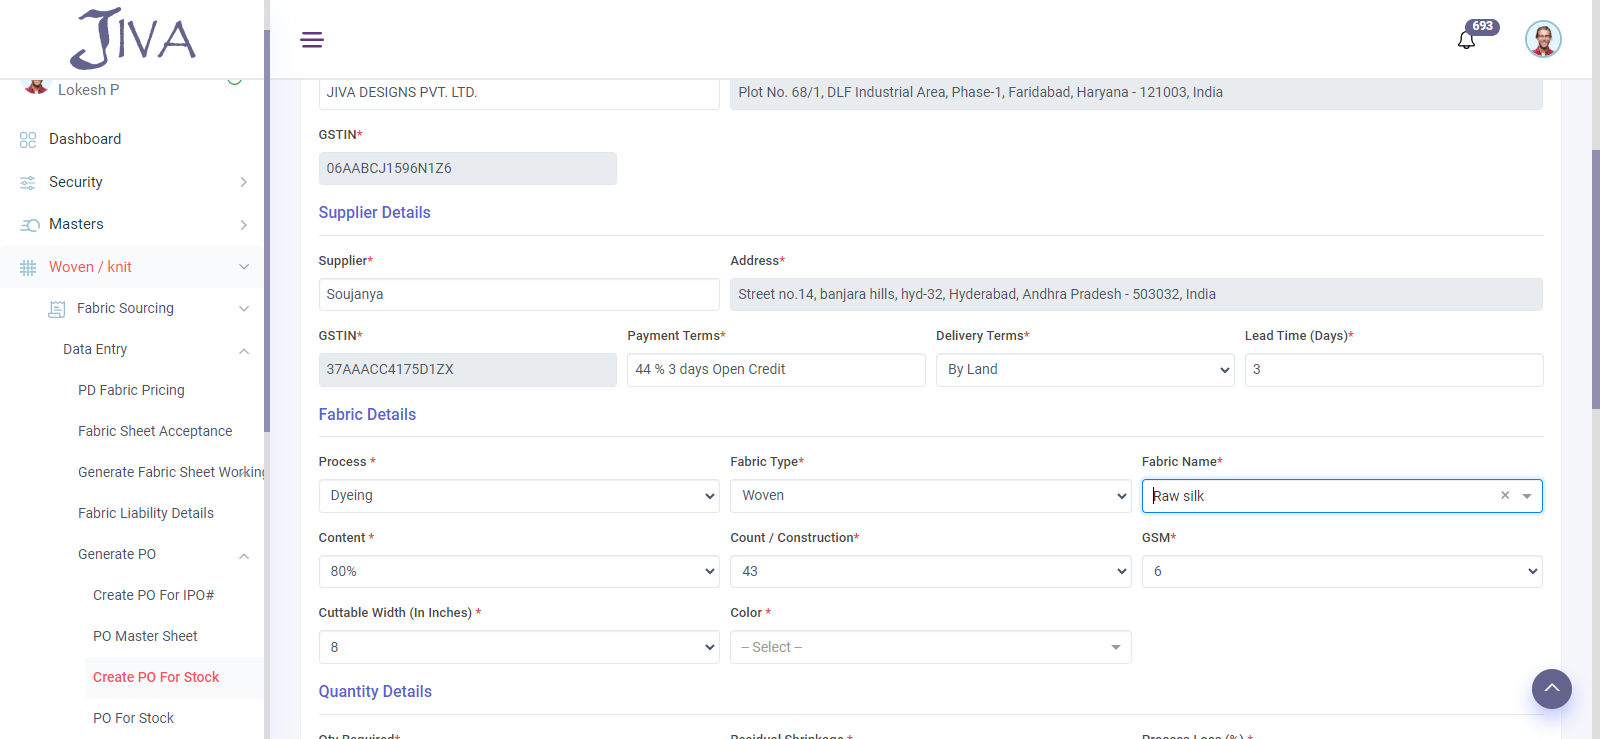 JIVA
693
Lokesh P
Dashboard
Security
Masters
Woven / knit
Fabric Sourcing
Data Entry
PD Fabric Pricing
Fabric Sheet Acceptance
Generate Fabric Sheet Working
Fabric Liability Details
Generate PO
Create PO For IPO#
PO Master Sheet
Create PO For Stock
PO For Stock
JIVA DESIGNS PVT. LTD. Plot No. 68/1, DLF Industrial Area, Phase-1, Faridabad, Haryana - 121003, India
GSTIN*
06AABCJ1596N1Z6
Supplier Details
Supplier* Address*
Soujanya Street no.14, banjara hills, hyd-32, Hyderabad, Andhra Pradesh - 503032, India
GSTIN* Payment Terms* Delivery Terms* Lead Time (Days)*
37AAACC4175D1ZX 44 % 3 days Open Credit By Land 3
Fabric Details
Process * Fabric Type* Fabric Name*
Dyeing Woven Raw silk ×
Content * Count / Construction* GSM*
80% 43 6
Cuttable Width (In Inches) * Color *
8 -- Select --
Quantity Details
Qty Required* Residual Shrinkage * Process Loss (%) *